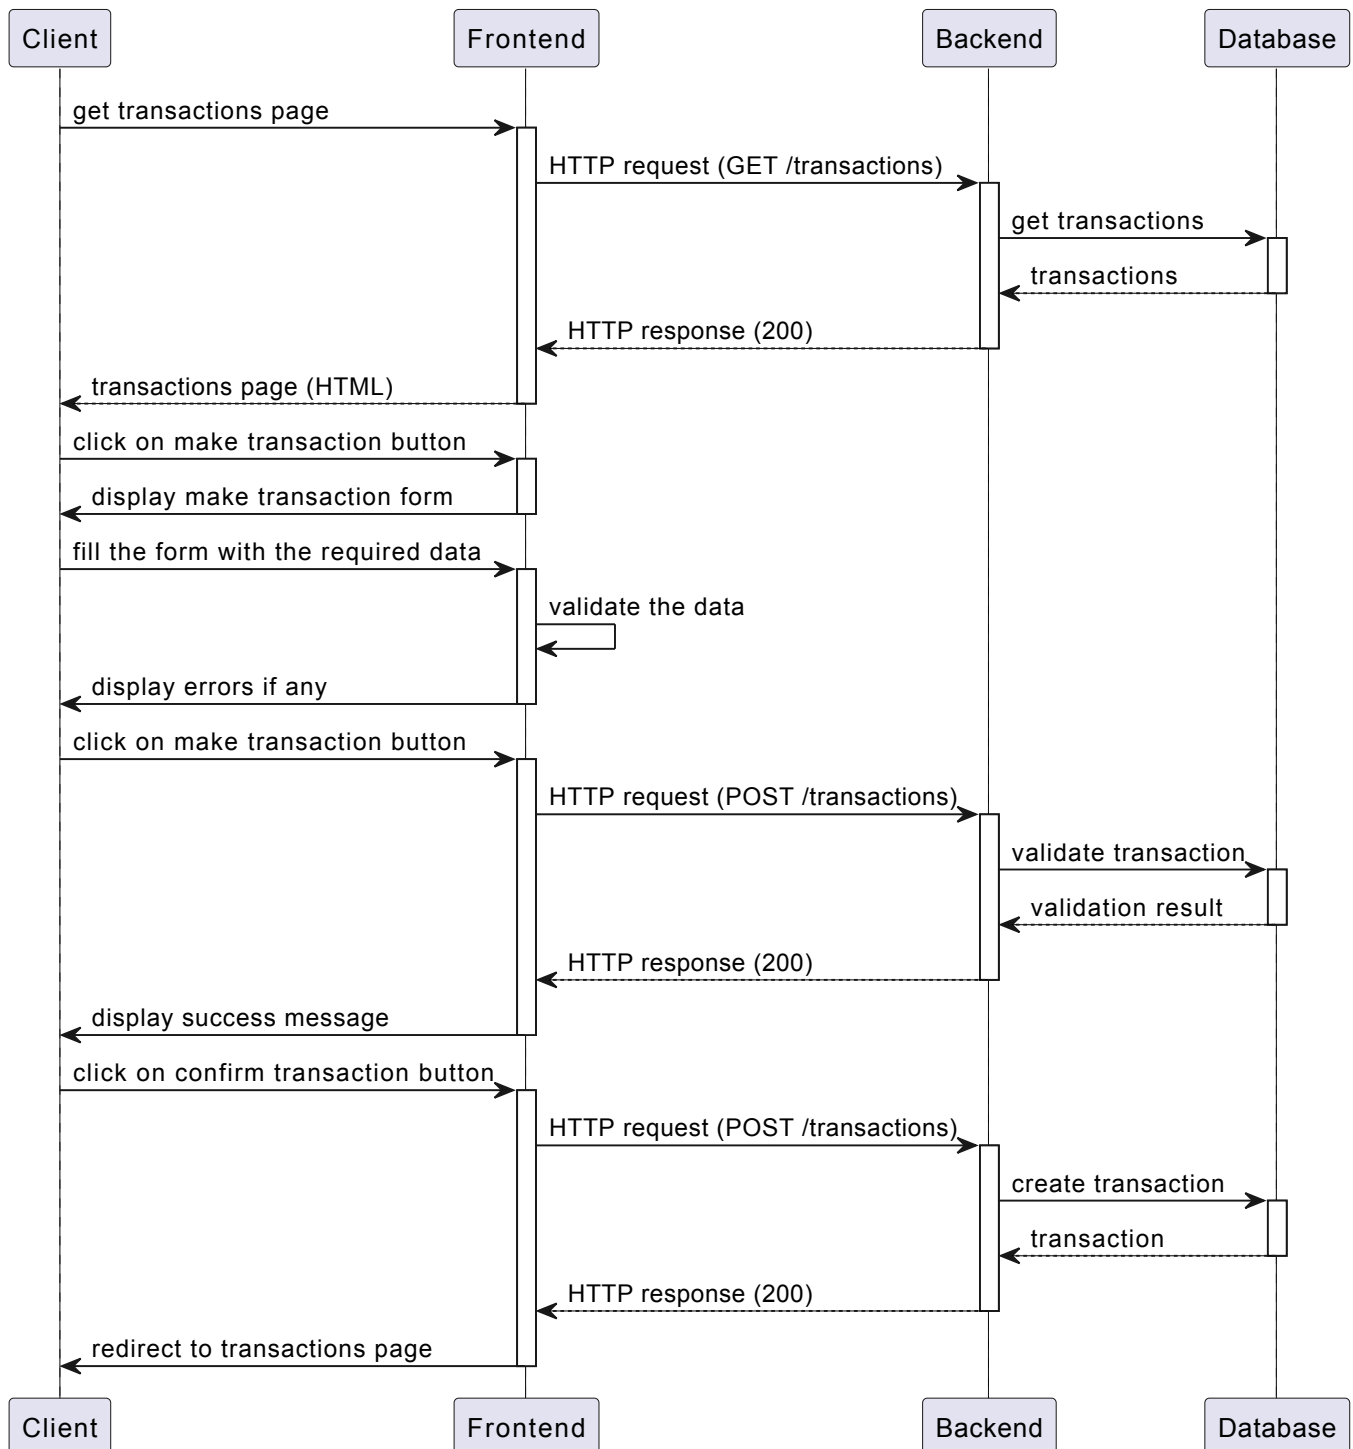 Client
Frontend
Backend
Database
get transactions page
HTTP request (GET /transactions)
get transactions
transactions
HTTP response (200)
transactions page (HTML)
click on make transaction button
display make transaction form
fill the form with the required data
validate the data
display errors if any
click on make transaction button
HTTP request (POST /transactions)
validate transaction
validation result
HTTP response (200)
display success message
click on confirm transaction button
HTTP request (POST /transactions)
create transaction
transaction
HTTP response (200)
redirect to transactions page
Client
Frontend
Backend
Database